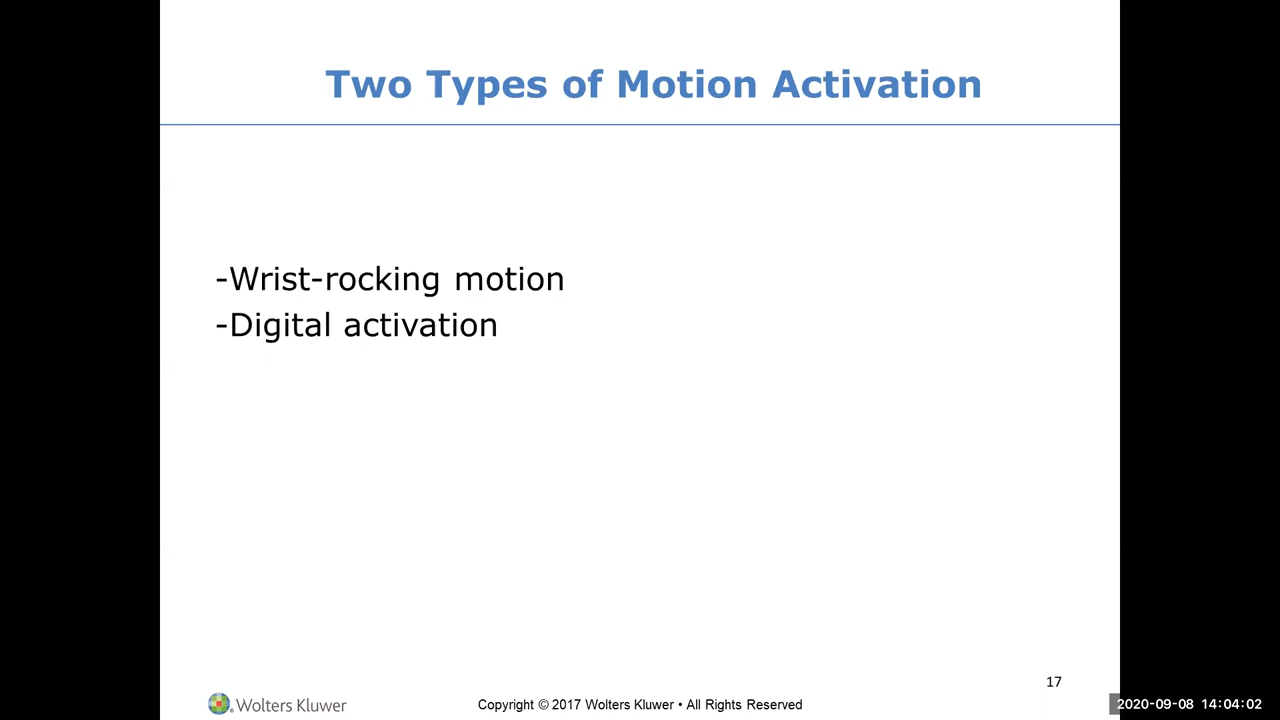 Two Types of Motion Activation
-Wrist-rocking motion
-Digital activation
17
Wolters Kluwer
Copyright © 2017 Wolters Kluwer • All Rights Reserved
2020-09-08 14:04:02